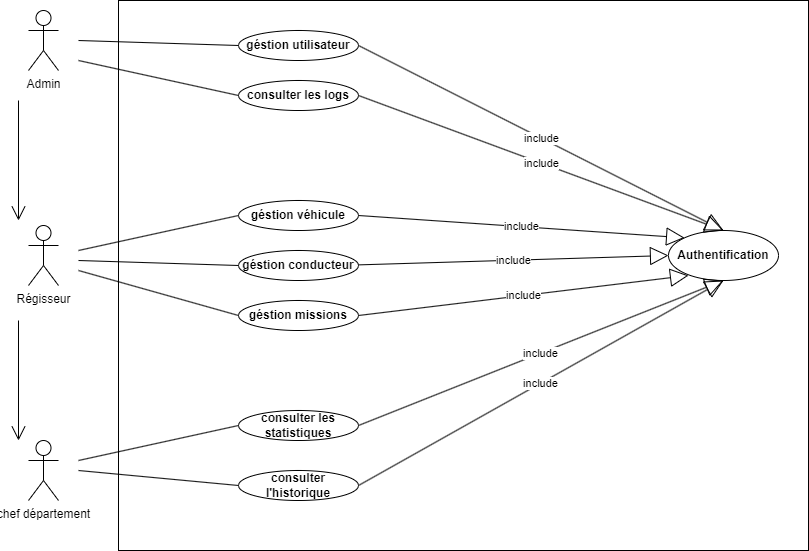 géstion utilisateur
Admin
consulter les logs
include
include
géstion véhicule
include
Authentification
géstion conducteur
include
Régisseur
include
géstion missions
include
include
consulter les
statistiques
consulter
l'historique
chef département